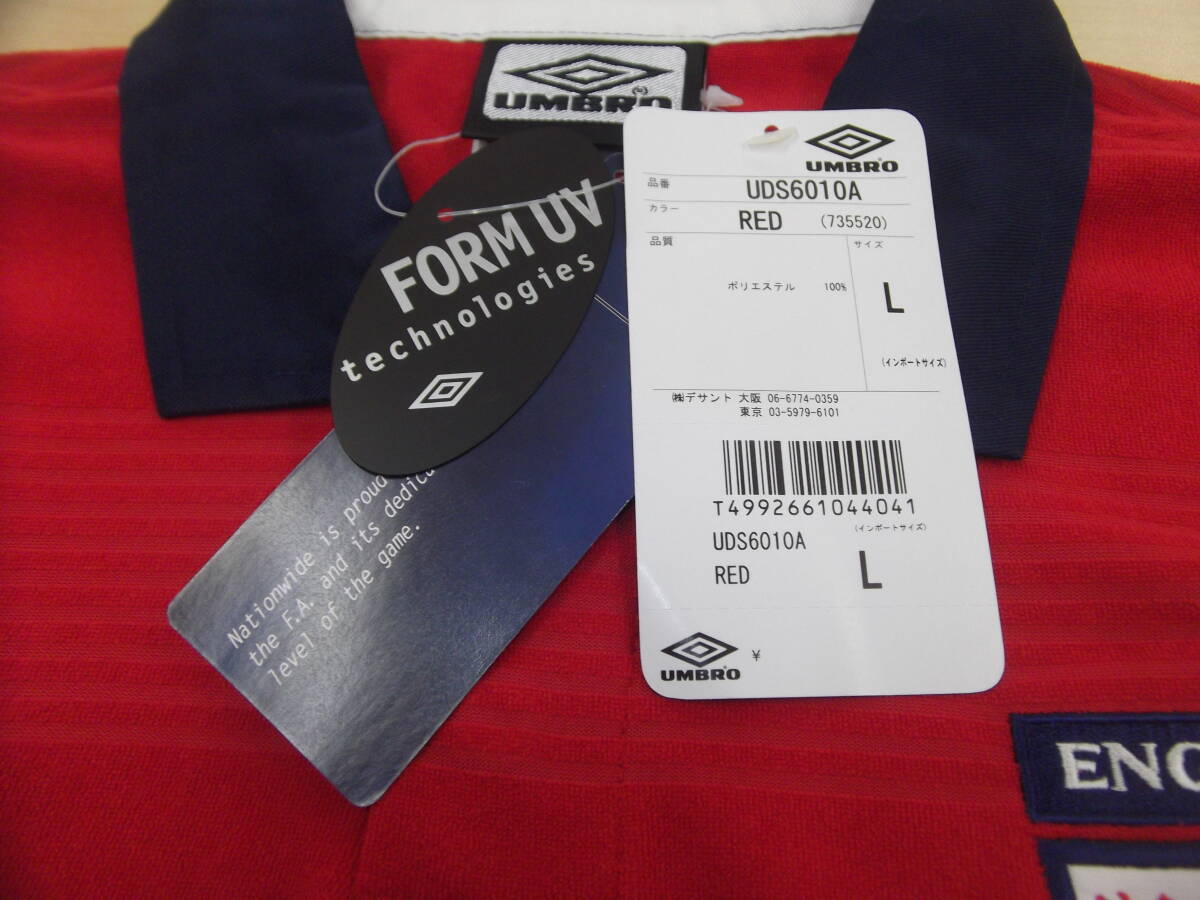 UMBRO
FORM UV
technologies
Nationwide is proud
the F.A. and its dedica
level of the game.
UMBRO
品番 UDS6010A
カラー RED (735520)
品質 サイズ
ポリエステル 100% L
(インポートサイズ)
㈱デサント 大阪 06-6774-0359
東京 03-5979-6101
T4992661044041
UDS6010A (インポートサイズ)
RED L
UMBRO ¥
ENG